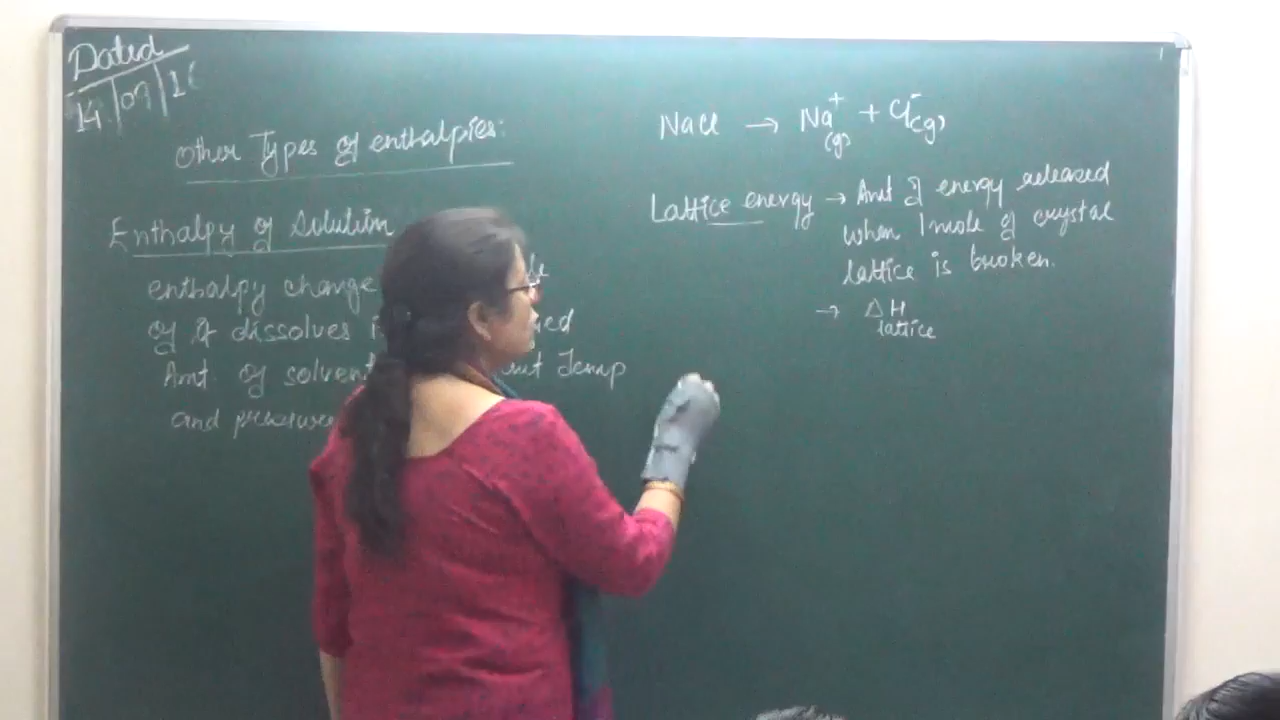 Dated
14/07/16
Other Types of enthalpies:
Enthalpy of Solution
enthalpy change
of it dissolves
Amt. of solvent Temp
and pressure
NaCl → Na⁺(g) + Cl⁻(g)
Lattice energy → Amt of energy released
when 1 mole of crystal
lattice is broken.
→ ΔH lattice